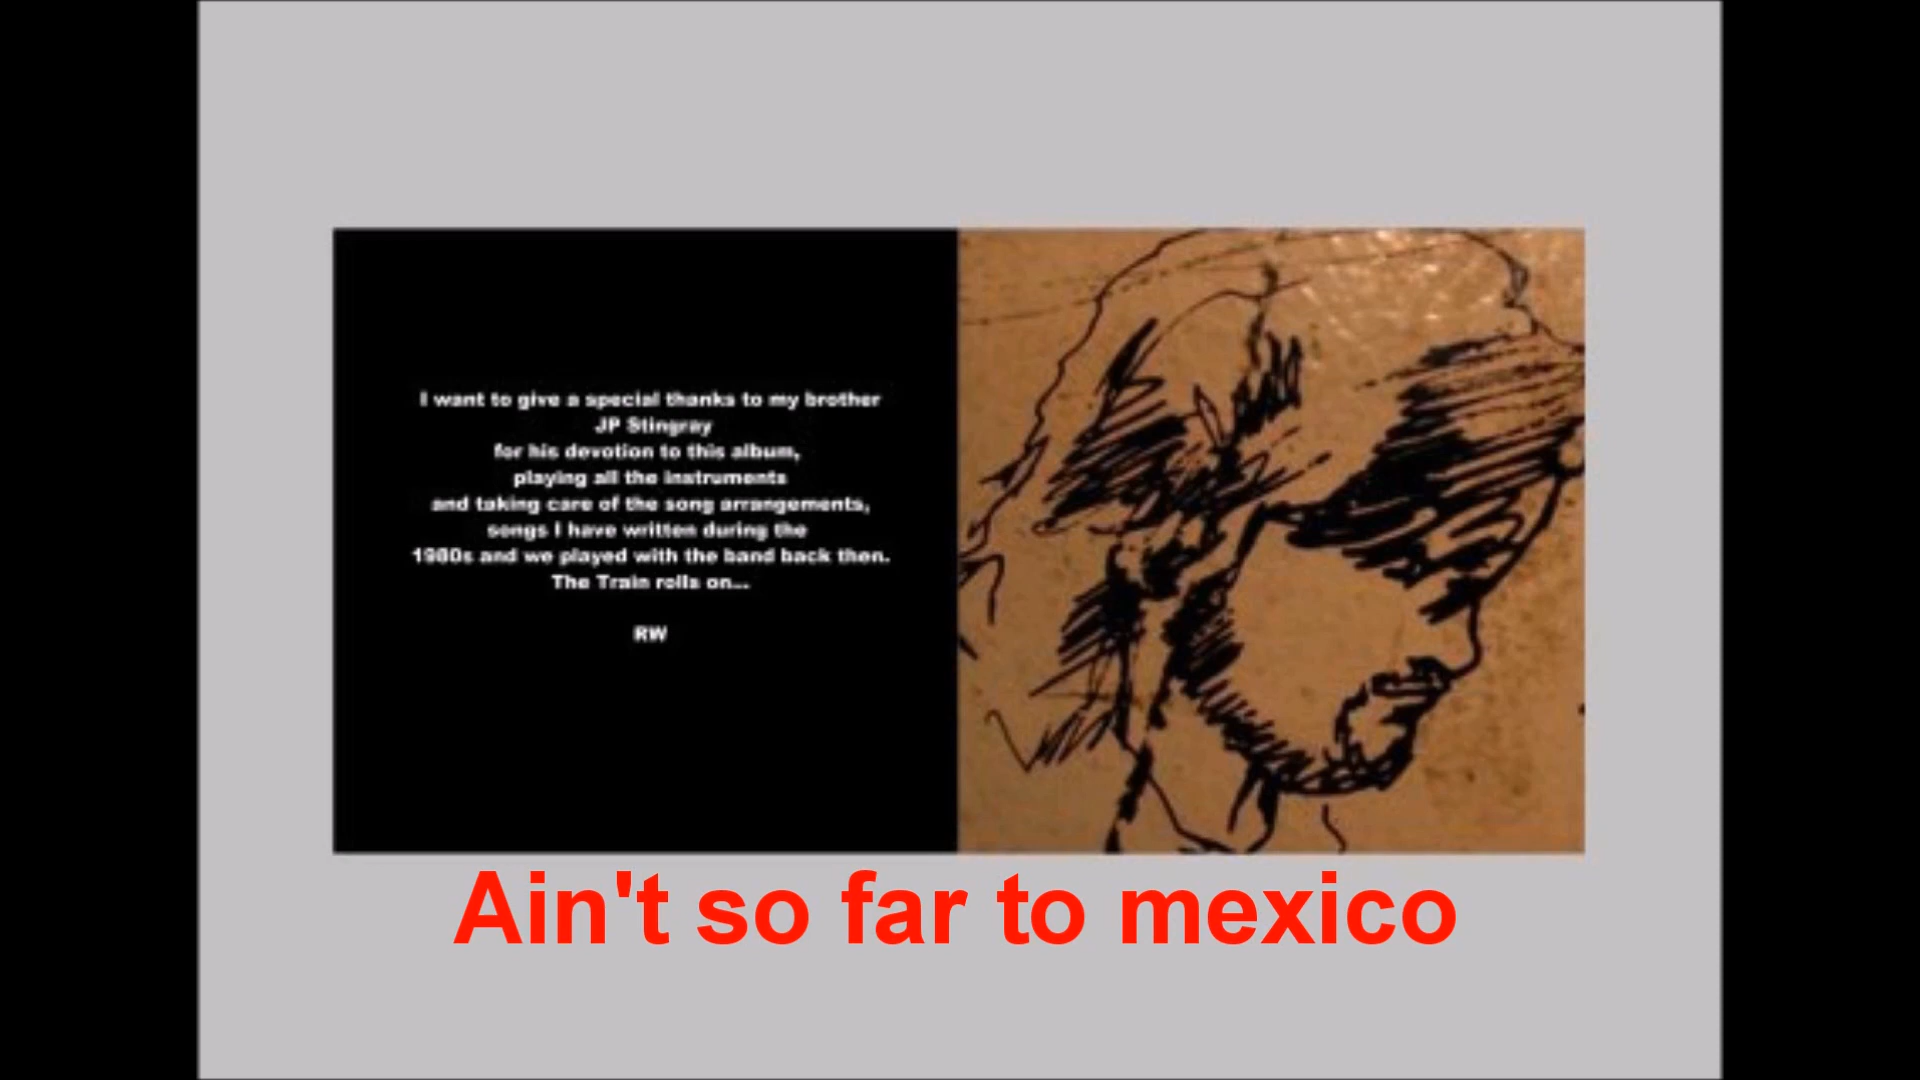 I want to give a special thanks to my brother
JP Stingray
for his devotion to this album,
playing all the instruments
and taking care of the song arrangements,
songs I have written during the
1980s and we played with the band back then.
The Train rolls on...
RW
Ain't so far to mexico